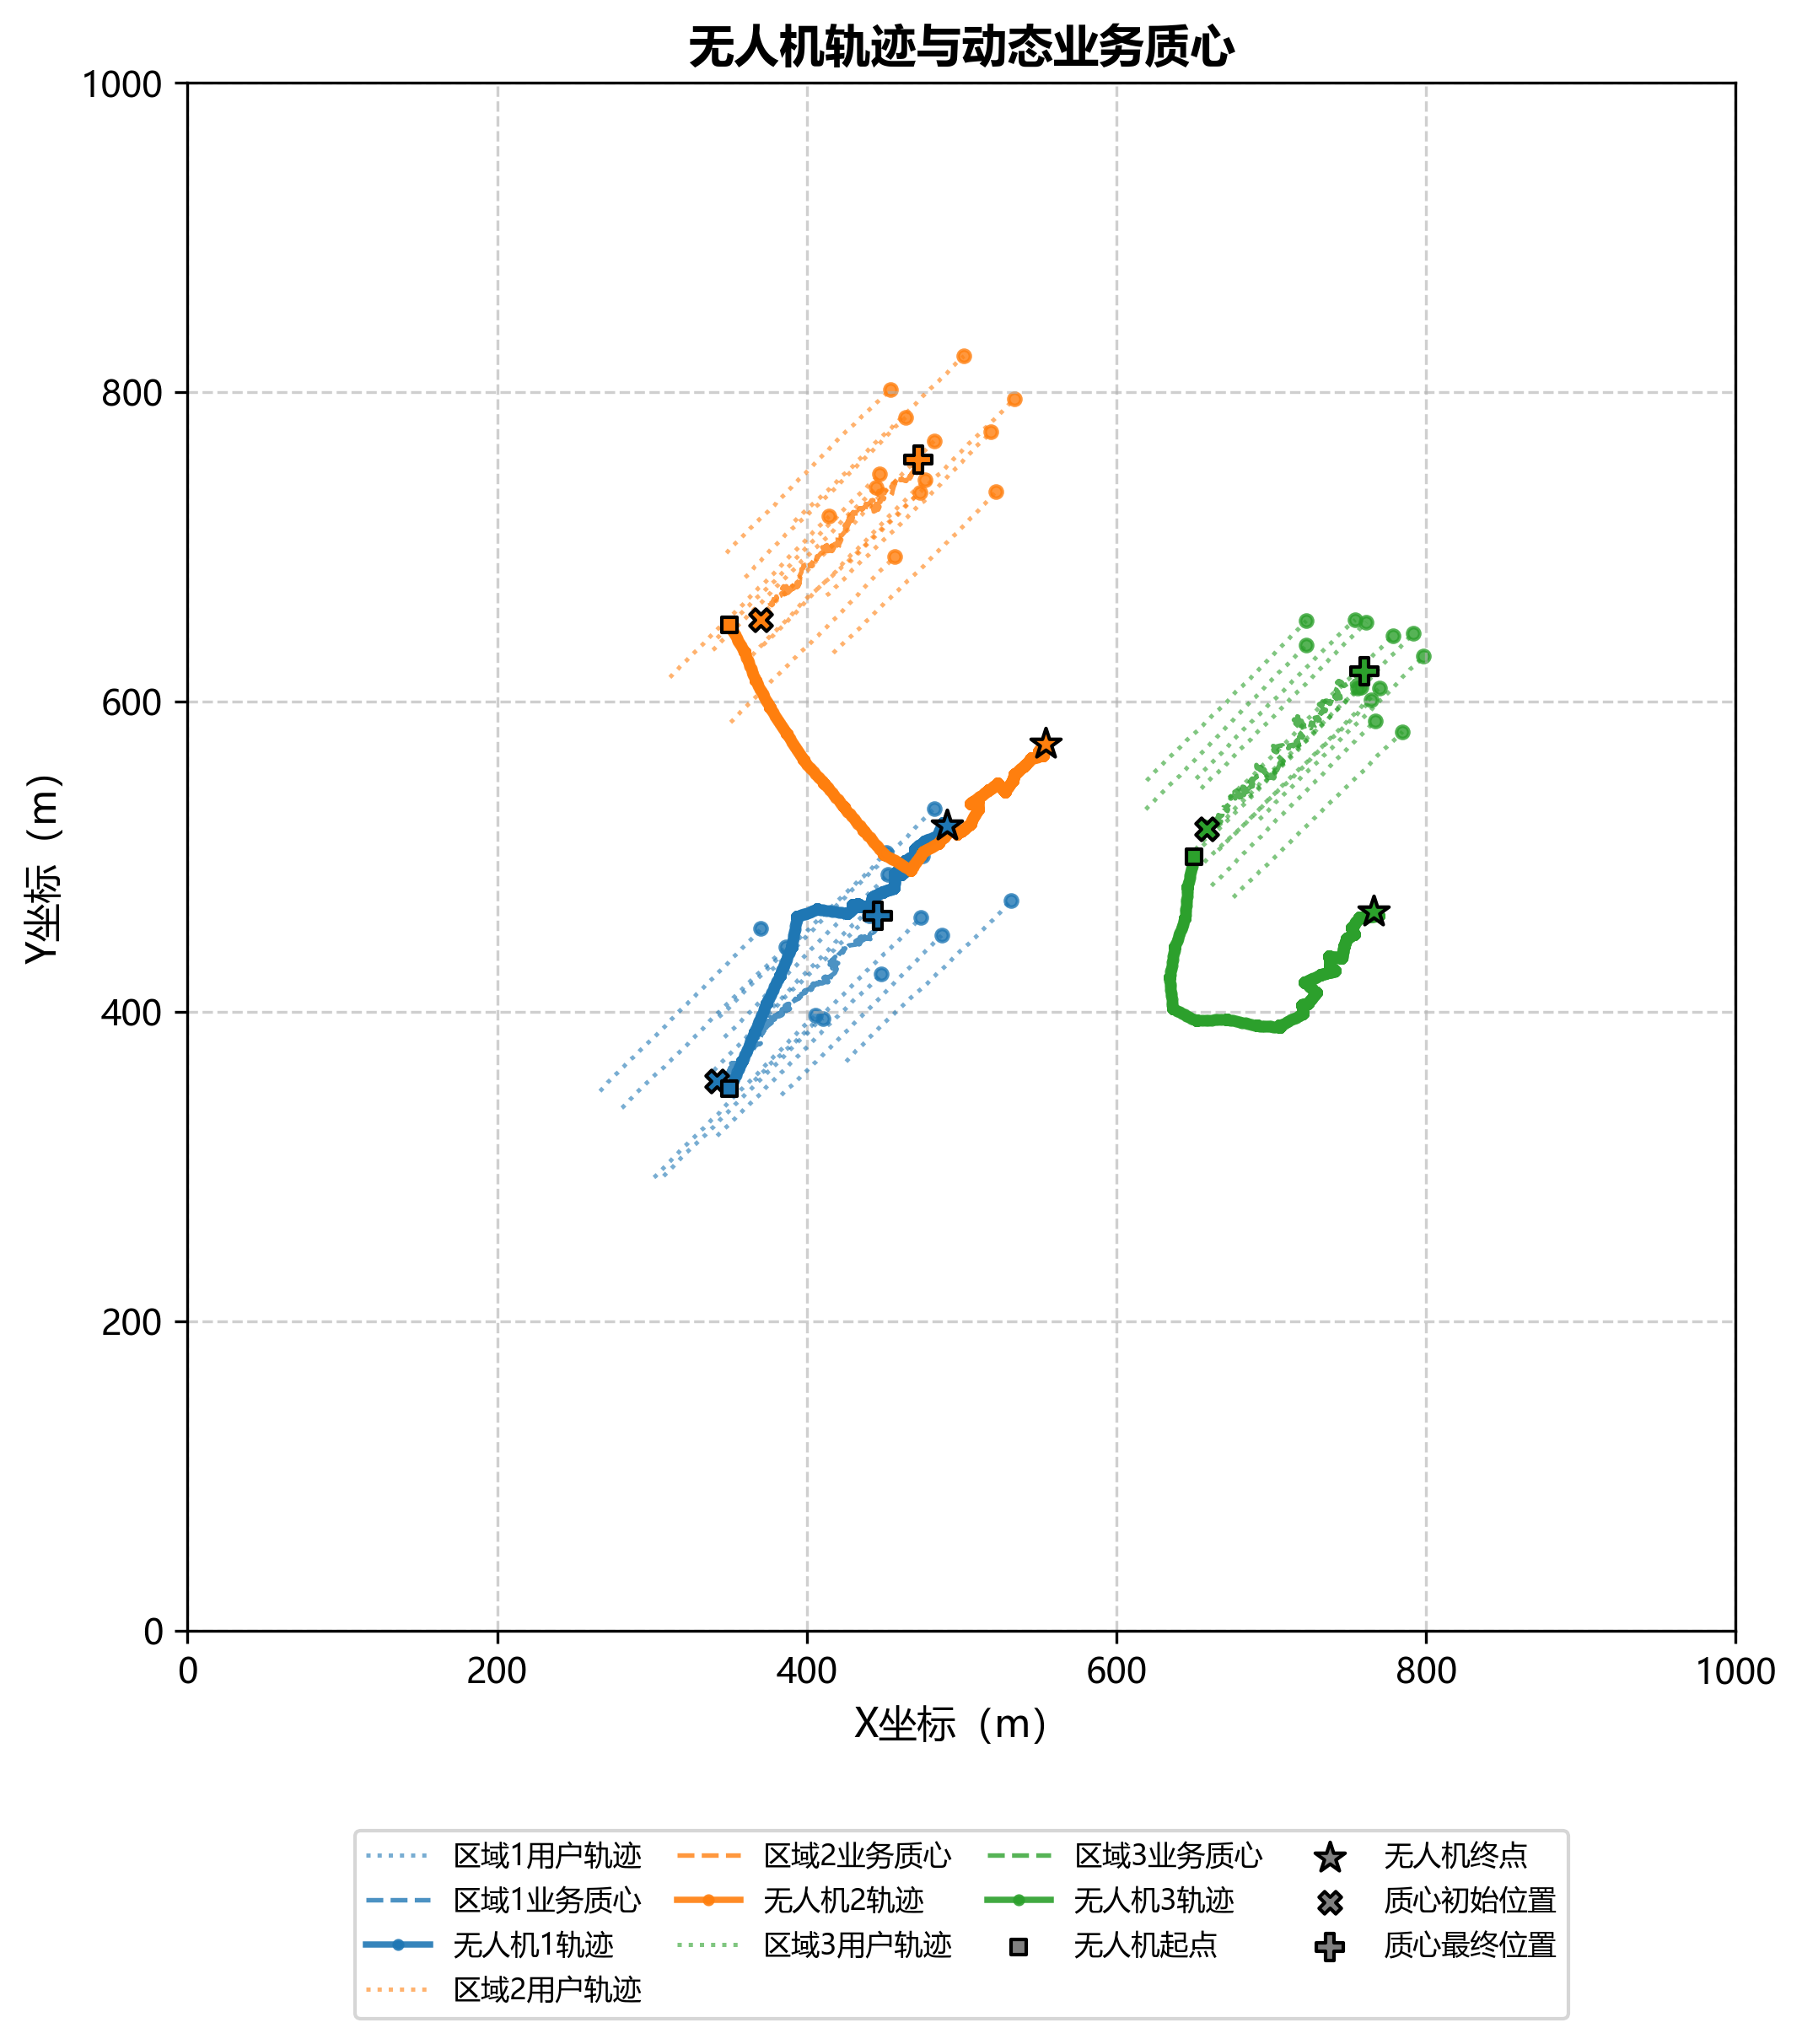 无人机轨迹与动态业务质心
1000
800
600
400
200
0
Y坐标（m）
0 200 400 600 800 1000
X坐标（m）
区域1用户轨迹 区域2业务质心 区域3业务质心 无人机终点
区域1业务质心 无人机2轨迹 无人机3轨迹 质心初始位置
无人机1轨迹 区域3用户轨迹 无人机起点 质心最终位置
区域2用户轨迹